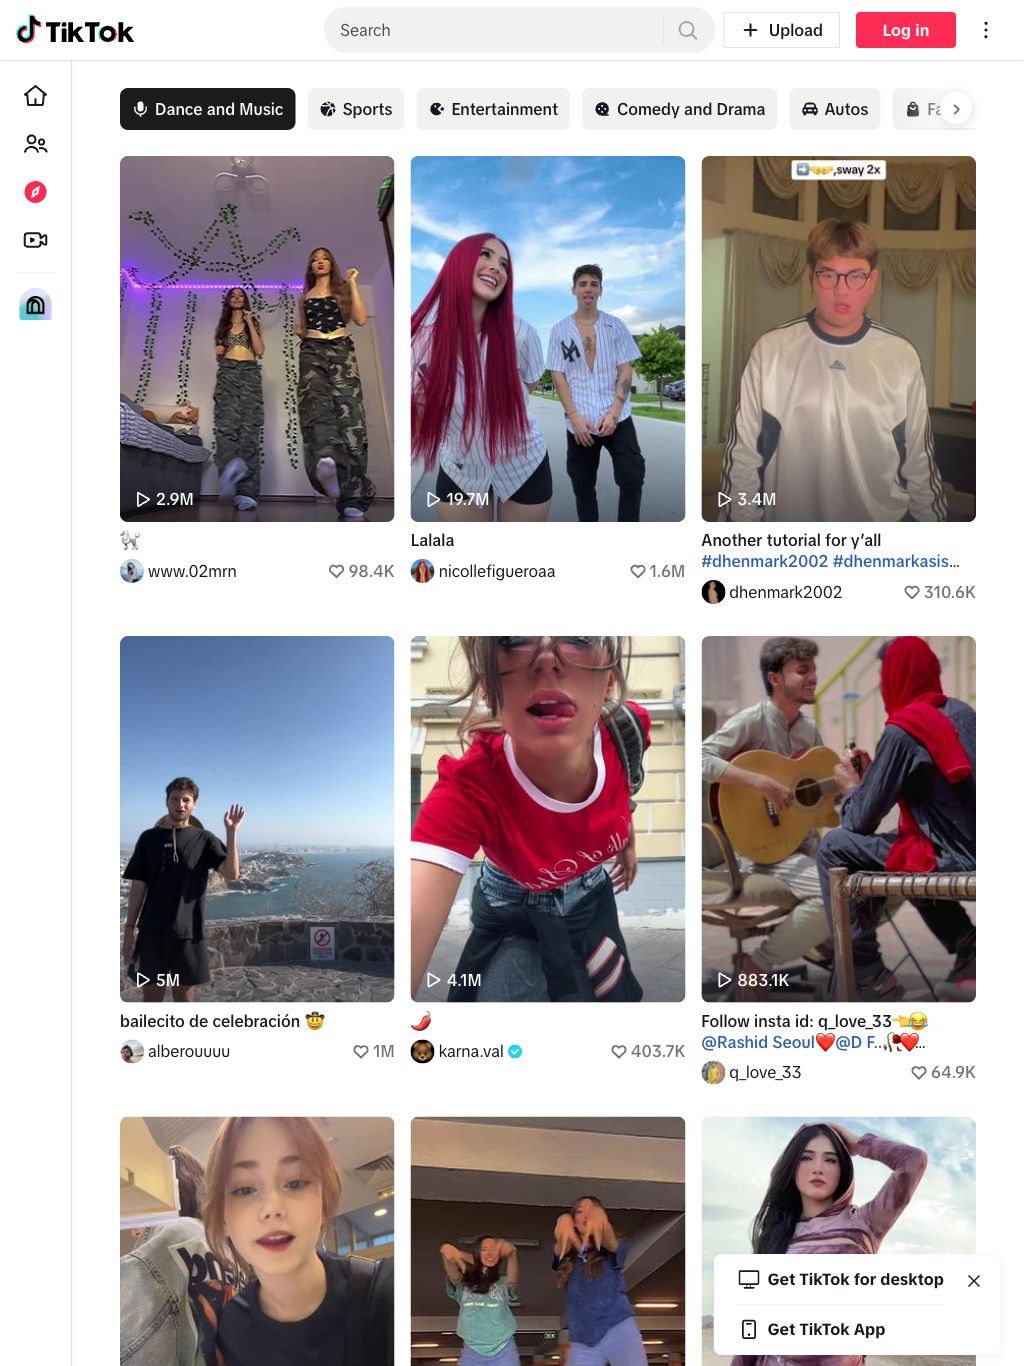 TikTok
Search
Upload
Log in
Dance and Music
Sports
Entertainment
Comedy and Drama
Autos
➡️🤝,sway 2x
2.9M
19.7M
3.4M
🐩
www.02mrn
98.4K
Lalala
nicollefigueroaa
1.6M
Another tutorial for y’all
#dhenmark2002 #dhenmarkasis...
dhenmark2002
310.6K
5M
4.1M
883.1K
bailecito de celebración 🤠
alberouuuu
1M
🌶️
karna.val
403.7K
Follow insta id: q_love_33👈😂
@Rashid Seoul❤️@D F..🥀❤️...
q_love_33
64.9K
Get TikTok for desktop
Get TikTok App